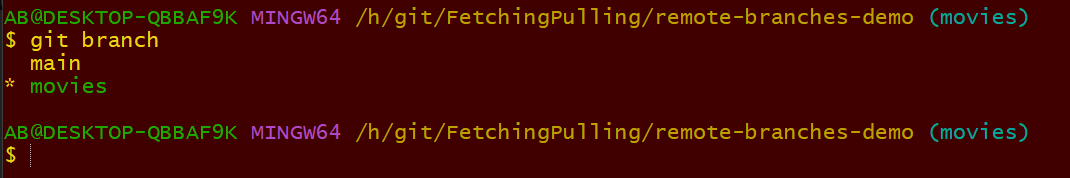 AB@DESKTOP-QBBAF9K MINGW64 /h/git/FetchingPulling/remote-branches-demo (movies)
$ git branch
  main
* movies
AB@DESKTOP-QBBAF9K MINGW64 /h/git/FetchingPulling/remote-branches-demo (movies)
$